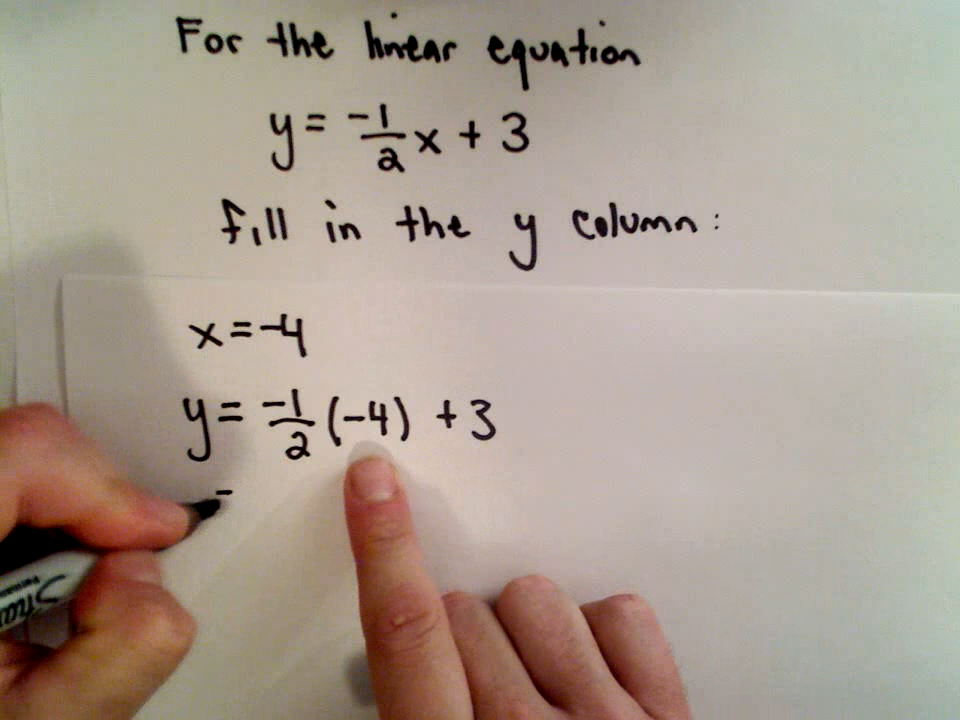 For the linear equation
y = -1/2 x + 3
fill in the y column:
x = -4
y = -1/2 (-4) + 3
=